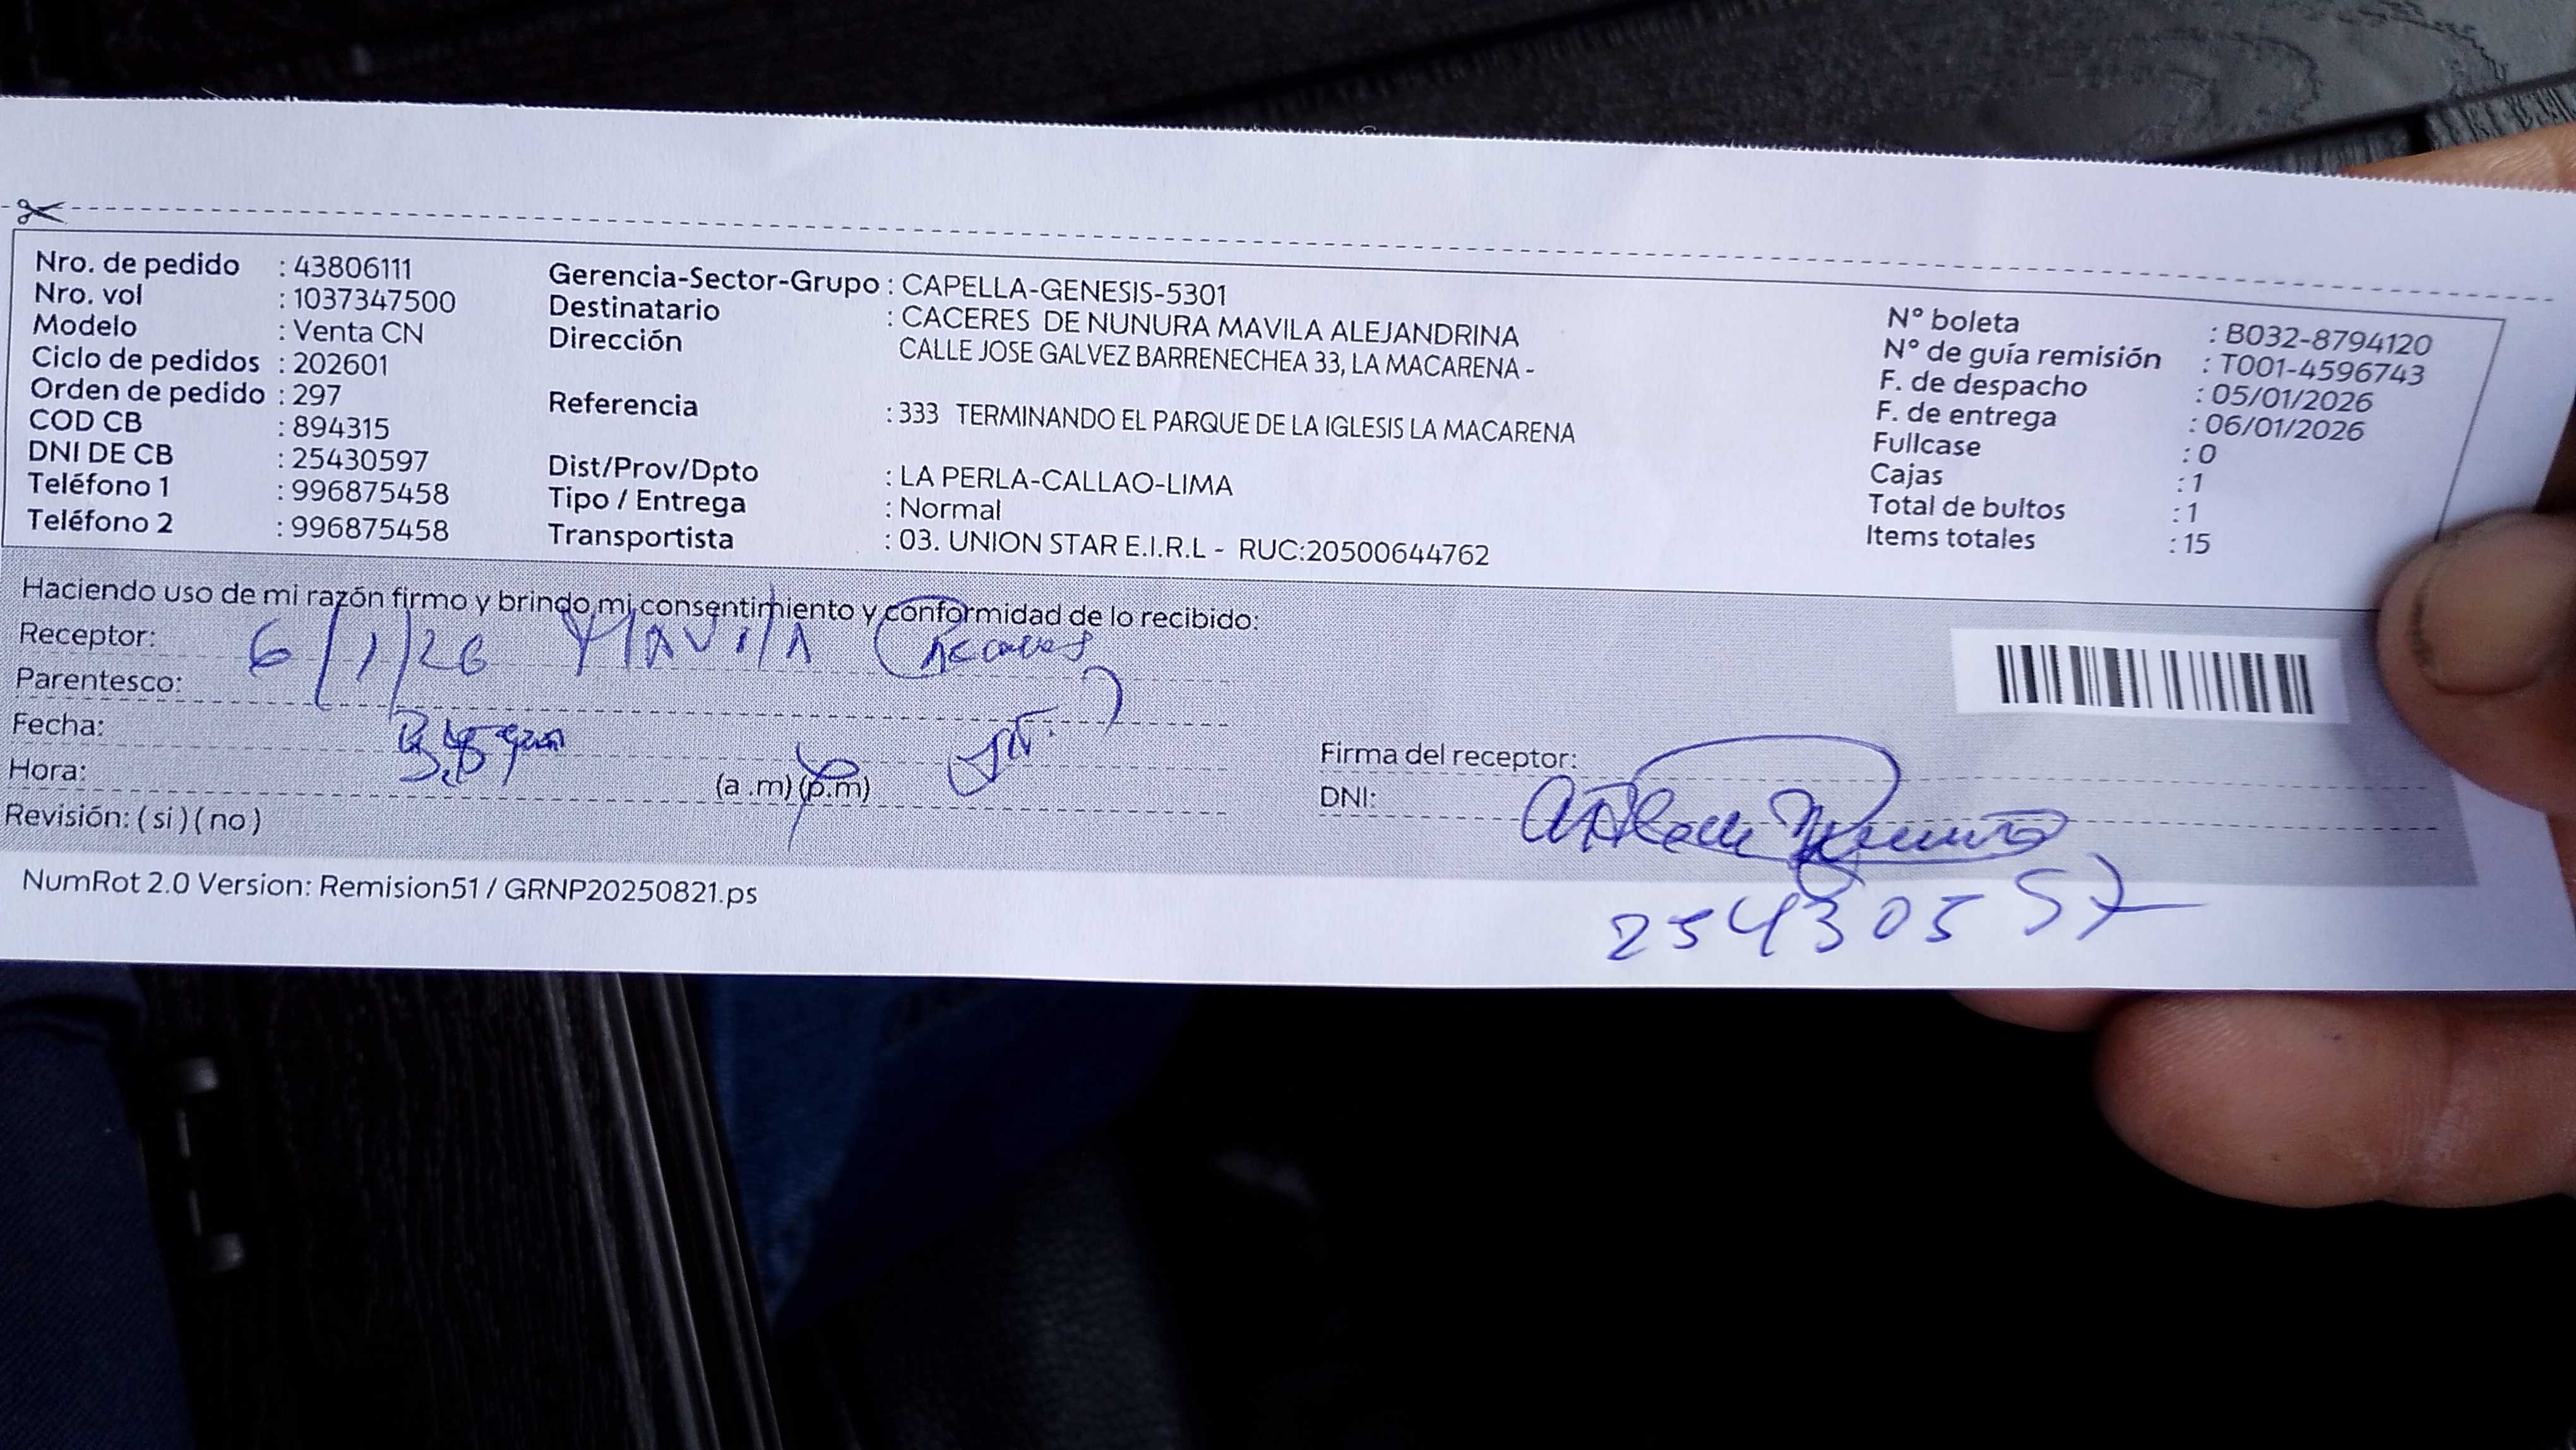 Nro. de pedido : 43806111
Nro. vol : 1037347500
Modelo : Venta CN
Ciclo de pedidos : 202601
Orden de pedido : 297
COD CB : 894315
DNI DE CB : 25430597
Teléfono 1 : 996875458
Teléfono 2 : 996875458
Gerencia-Sector-Grupo : CAPELLA-GENESIS-5301
Destinatario : CACERES DE NUNURA MAVILA ALEJANDRINA
Dirección CALLE JOSE GALVEZ BARRENECHEA 33, LA MACARENA -
Referencia : 333 TERMINANDO EL PARQUE DE LA IGLESIS LA MACARENA
Dist/Prov/Dpto : LA PERLA-CALLAO-LIMA
Tipo / Entrega : Normal
Transportista : 03. UNION STAR E.I.R.L - RUC:20500644762
N° boleta : B032-8794120
N° de guía remisión : T001-4596743
F. de despacho : 05/01/2026
F. de entrega : 06/01/2026
Fullcase : 0
Cajas : 1
Total de bultos : 1
Items totales : 15
Haciendo uso de mi razón firmo y brindo mi consentimiento y conformidad de lo recibido:
Receptor: 6/1/26 MAVILA
Parentesco:
Fecha:
Hora: (a .m) (p.m)
Revisión: ( si ) ( no )
Firma del receptor:
DNI:
NumRot 2.0 Version: Remision51 / GRNP20250821.ps